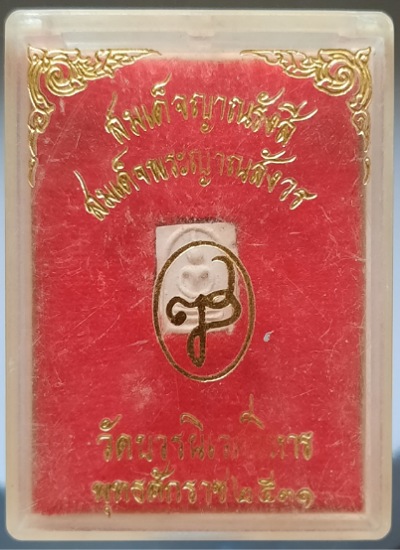 สมเด็จญาณรังสี
สมเด็จพระญาณสังวร
วัดบวรนิเวศวิหาร
พุทธศักราช ๒๕๓๑